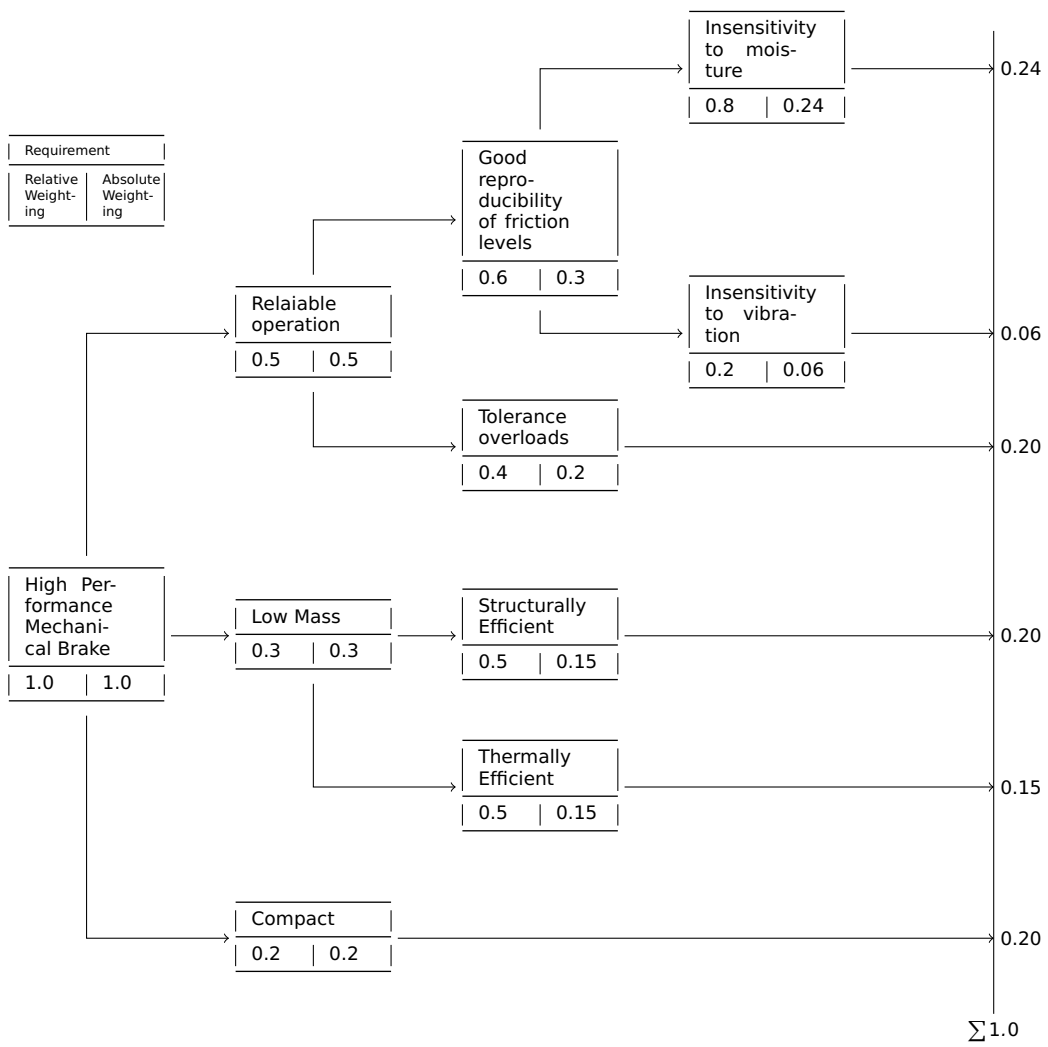 Insensitivity
to mois-
ture
0.8 0.24
0.24
Requirement
Relative
Weight-
ing
Absolute
Weight-
ing
Good
repro-
ducibility
of friction
levels
0.6 0.3
Relaiable
operation
0.5 0.5
Insensitivity
to vibra-
tion
0.2 0.06
0.06
Tolerance
overloads
0.4 0.2
0.20
High Per-
formance
Mechani-
cal Brake
1.0 1.0
Low Mass
0.3 0.3
Structurally
Efficient
0.5 0.15
0.20
Thermally
Efficient
0.5 0.15
0.15
Compact
0.2 0.2
0.20
∑1.0